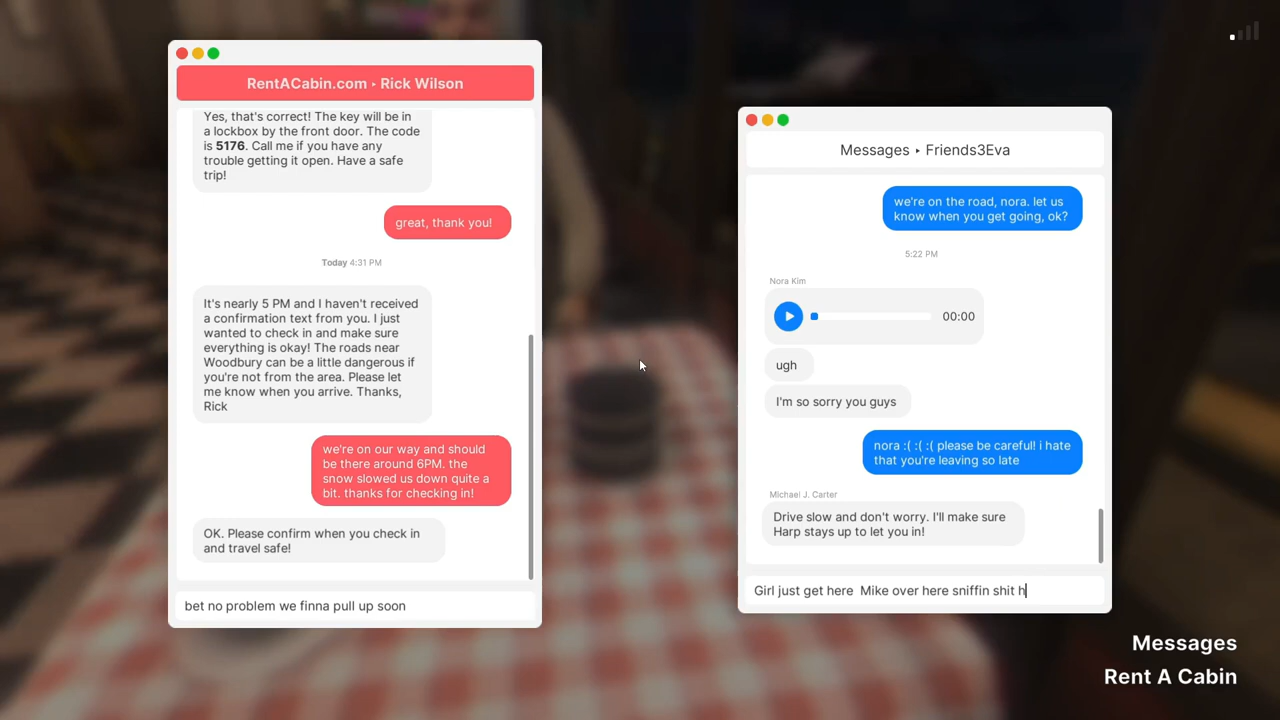 RentACabin.com ▸ Rick Wilson
Yes, that's correct! The key will be in
a lockbox by the front door. The code
is 5176. Call me if you have any
trouble getting it open. Have a safe
trip!
great, thank you!
Today 4:31 PM
It's nearly 5 PM and I haven't received
a confirmation text from you. I just
wanted to check in and make sure
everything is okay! The roads near
Woodbury can be a little dangerous if
you're not from the area. Please let
me know when you arrive. Thanks,
Rick
we're on our way and should
be there around 6PM. the
snow slowed us down quite a
bit. thanks for checking in!
OK. Please confirm when you check in
and travel safe!
bet no problem we finna pull up soon
Messages ▸ Friends3Eva
we're on the road, nora. let us
know when you get going, ok?
5:22 PM
Nora Kim
00:00
ugh
I'm so sorry you guys
nora :( :( :( please be careful! i hate
that you're leaving so late
Michael J. Carter
Drive slow and don't worry. I'll make sure
Harp stays up to let you in!
Girl just get here  Mike over here sniffin shit h
Messages
Rent A Cabin